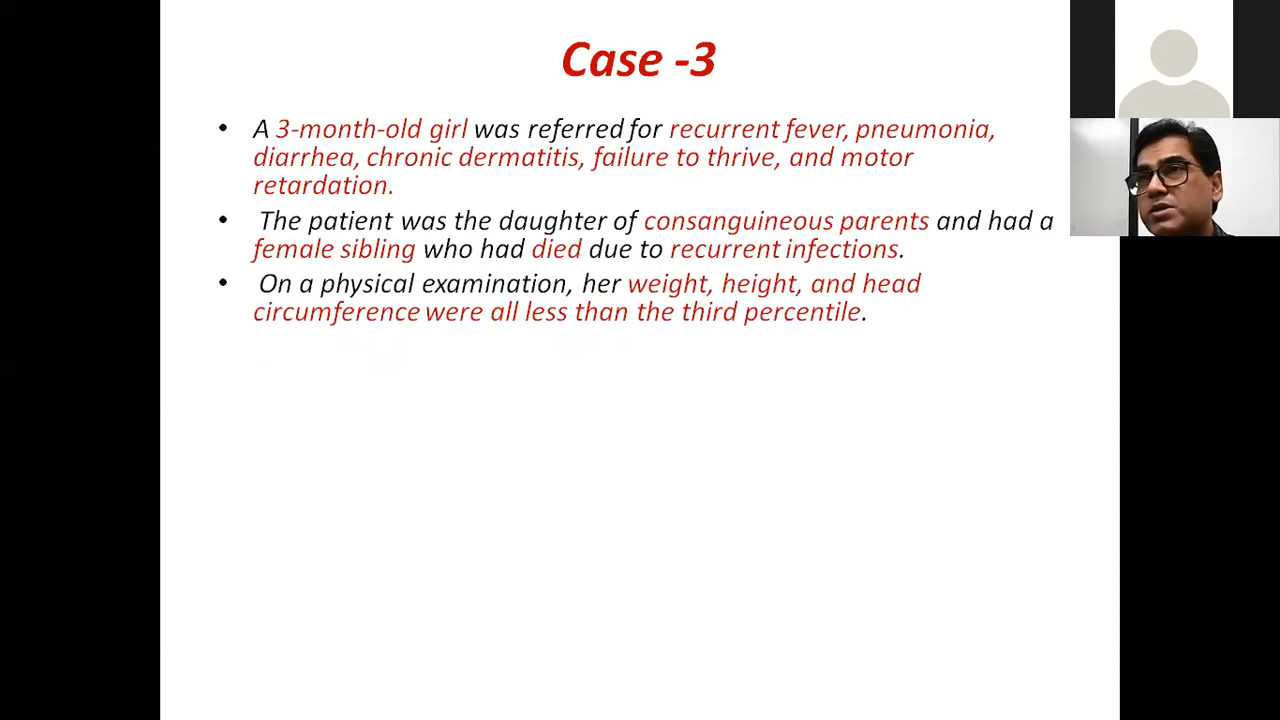 Case -3
• A 3-month-old girl was referred for recurrent fever, pneumonia,
diarrhea, chronic dermatitis, failure to thrive, and motor
retardation.
• The patient was the daughter of consanguineous parents and had a
female sibling who had died due to recurrent infections.
• On a physical examination, her weight, height, and head
circumference were all less than the third percentile.